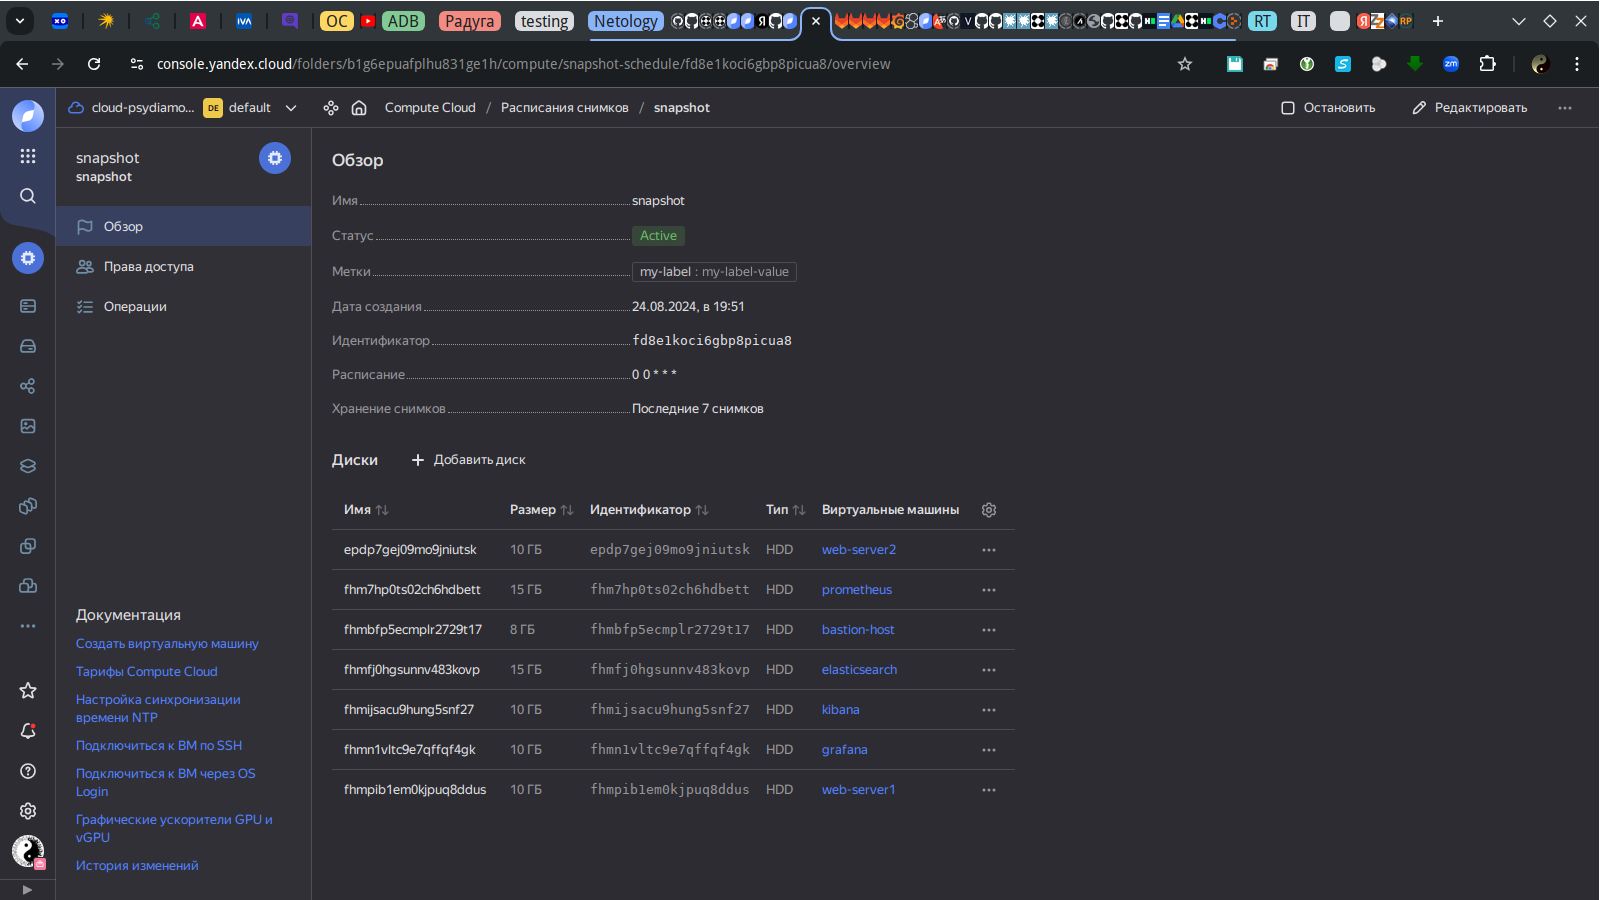 OC
ADB
Радуга
testing
Netology
RT
IT
console.yandex.cloud/folders/b1g6epuafplhu831ge1h/compute/snapshot-schedule/fd8e1koci6gbp8picua8/overview
cloud-psydiamo...
DE
default
Compute Cloud / Расписания снимков / snapshot
Остановить
Редактировать
snapshot
snapshot
Обзор
Права доступа
Операции
Документация
Создать виртуальную машину
Тарифы Compute Cloud
Настройка синхронизации
времени NTP
Подключиться к ВМ по SSH
Подключиться к ВМ через OS
Login
Графические ускорители GPU и
vGPU
История изменений
Обзор
Имя snapshot
Статус Active
Метки my-label : my-label-value
Дата создания 24.08.2024, в 19:51
Идентификатор fd8e1koci6gbp8picua8
Расписание 0 0 * * *
Хранение снимков Последние 7 снимков
Диски
Добавить диск
Имя Размер Идентификатор Тип Виртуальные машины
epdp7gej09mo9jniutsk 10 ГБ epdp7gej09mo9jniutsk HDD web-server2
fhm7hp0ts02ch6hdbett 15 ГБ fhm7hp0ts02ch6hdbett HDD prometheus
fhmbfp5ecmplr2729t17 8 ГБ fhmbfp5ecmplr2729t17 HDD bastion-host
fhmfj0hgsunnv483kovp 15 ГБ fhmfj0hgsunnv483kovp HDD elasticsearch
fhmijsacu9hung5snf27 10 ГБ fhmijsacu9hung5snf27 HDD kibana
fhmn1vltc9e7qffqf4gk 10 ГБ fhmn1vltc9e7qffqf4gk HDD grafana
fhmpib1em0kjpuq8ddus 10 ГБ fhmpib1em0kjpuq8ddus HDD web-server1